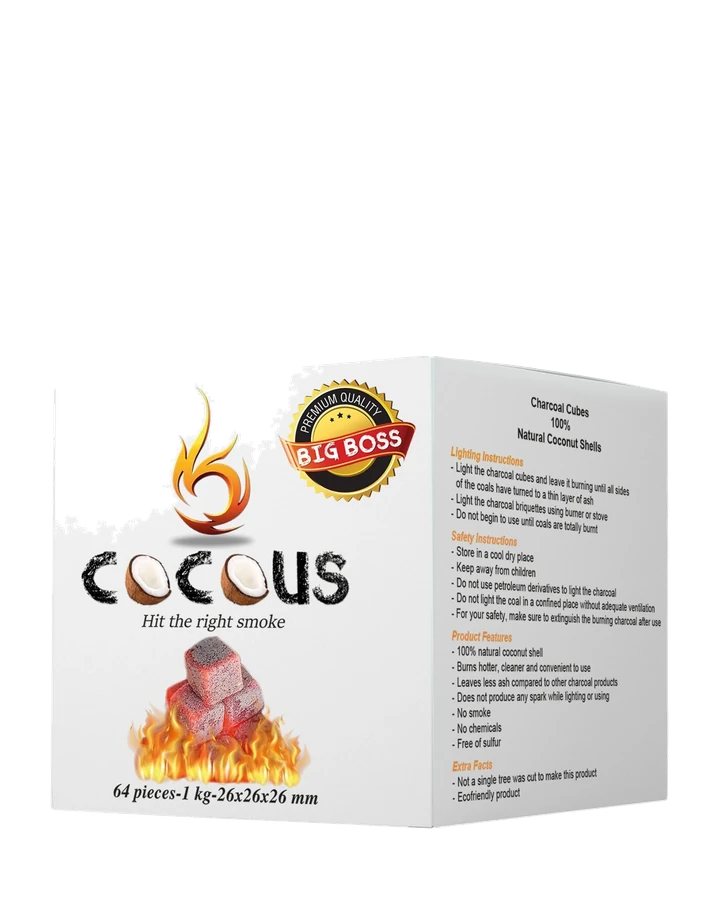 PREMIUM QUALITY
BIG BOSS
COCOUS
Hit the right smoke
64 pieces-1 kg-26x26x26 mm
Charcoal Cubes
100%
Natural Coconut Shells
Lighting Instructions
- Light the charcoal cubes and leave it burning until all sides
of the coals have turned to a thin layer of ash
- Light the charcoal briquettes using burner or stove
- Do not begin to use until coals are totally burnt
Safety Instructions
- Store in a cool dry place
- Keep away from children
- Do not use petroleum derivatives to light the charcoal
- Do not light the coal in a confined place without adequate ventilation
- For your safety, make sure to extinguish the burning charcoal after use
Product Features
- 100% natural coconut shell
- Burns hotter, cleaner and convenient to use
- Leaves less ash compared to other charcoal products
- Does not produce any spark while lighting or using
- No smoke
- No chemicals
- Free of sulfur
Extra Facts
- Not a single tree was cut to make this product
- Ecofriendly product